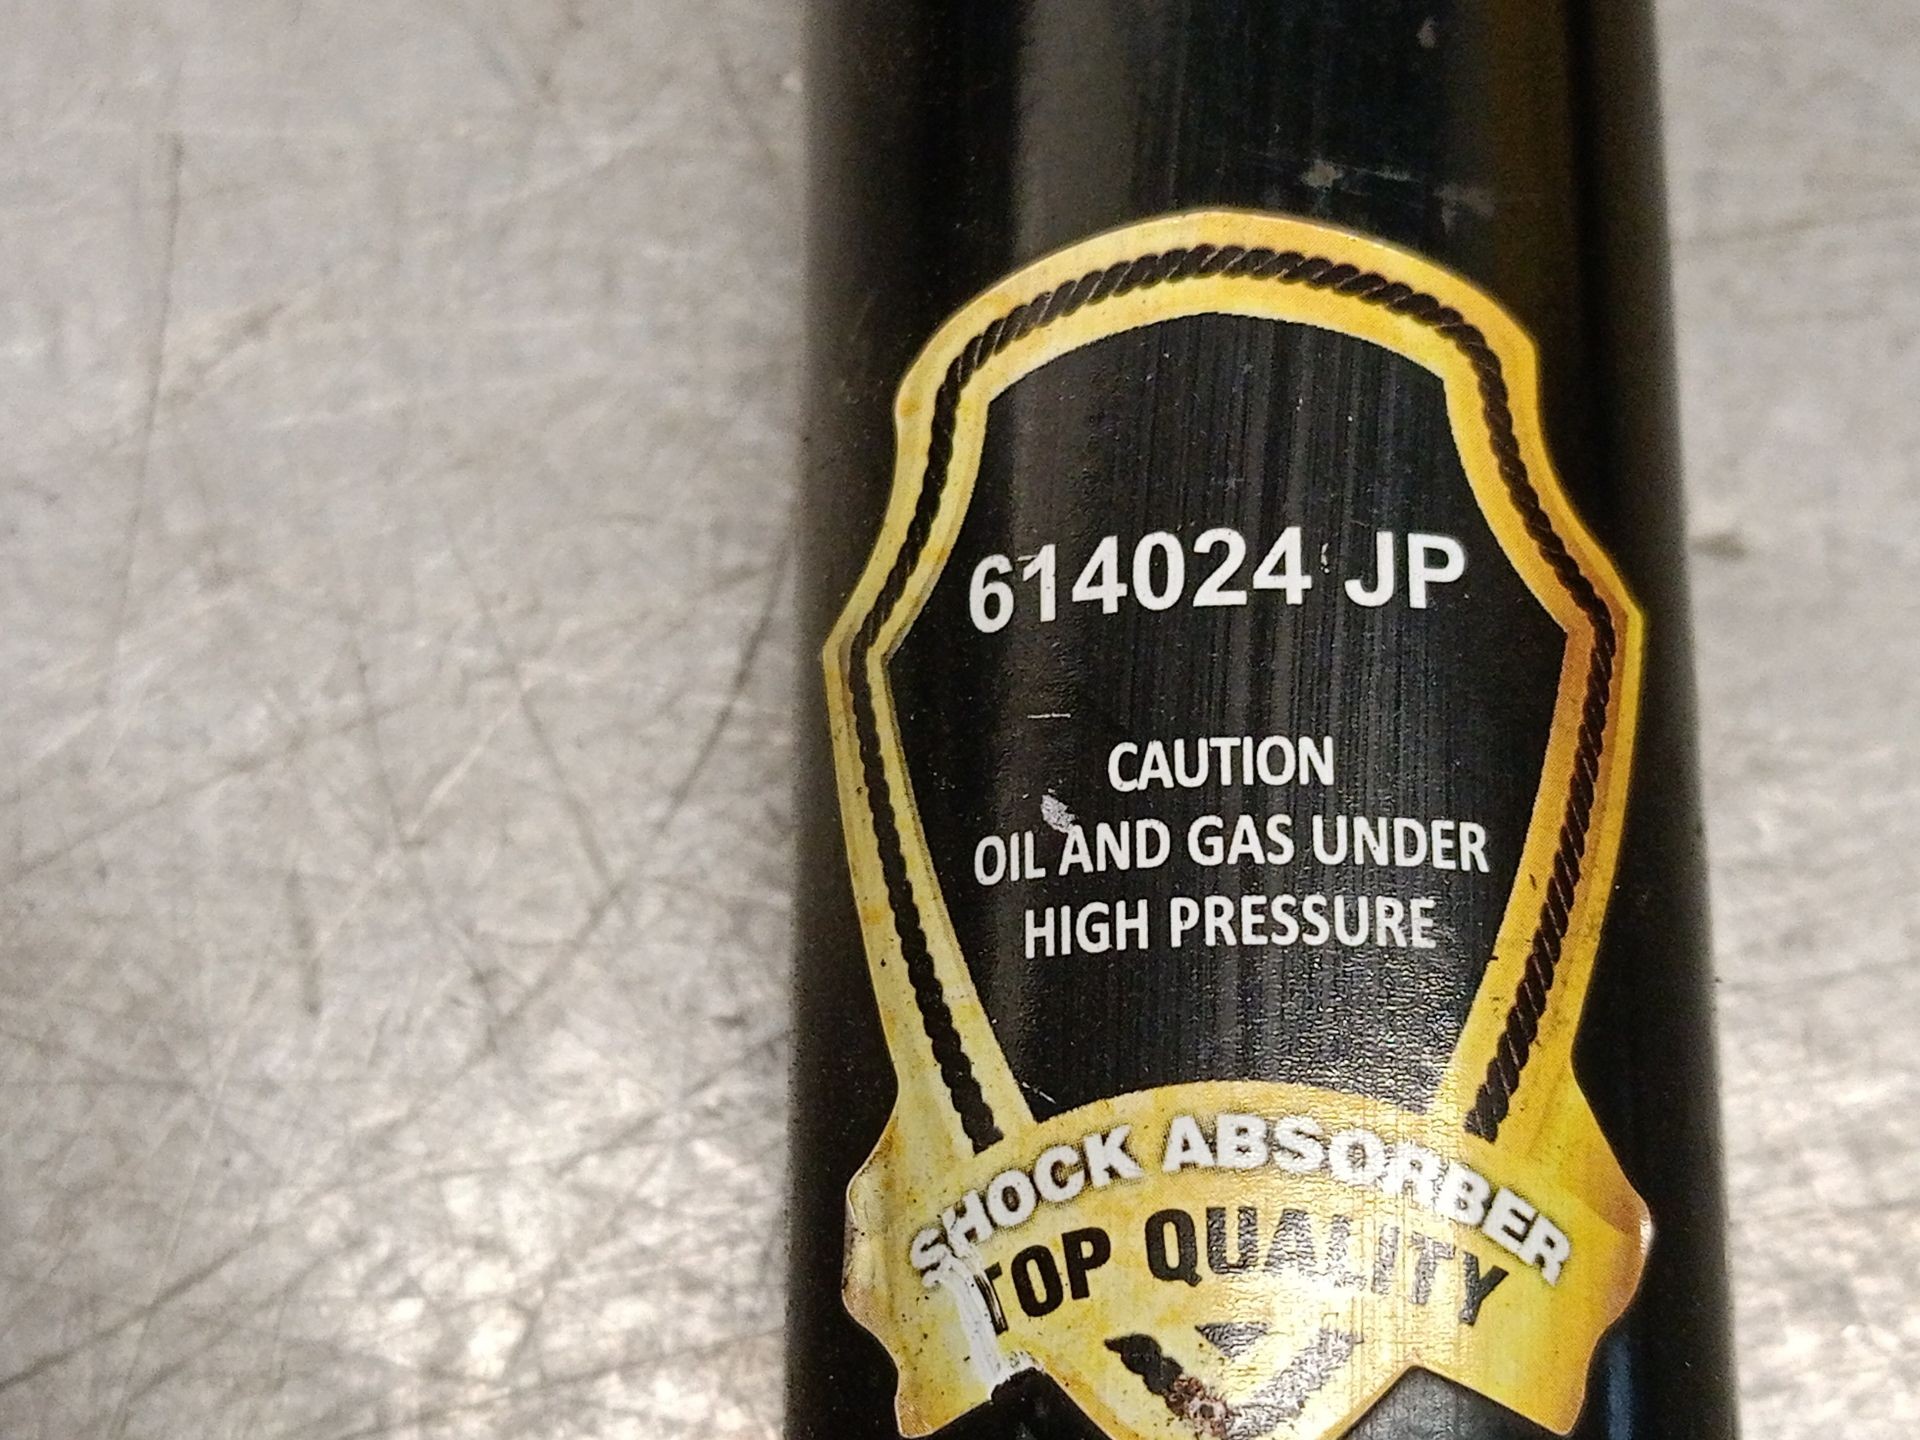 614024 JP
CAUTION
OIL AND GAS UNDER
HIGH PRESSURE
SHOCK ABSORBER
TOP QUALITY